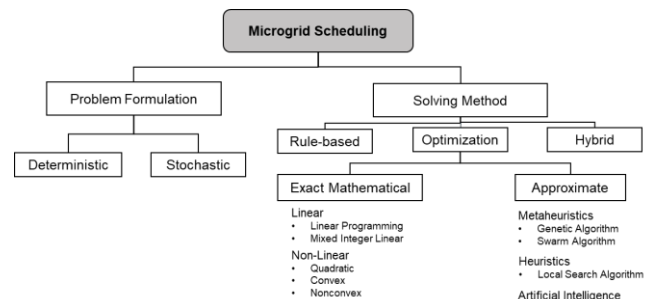 Microgrid Scheduling
Problem Formulation
Solving Method
Deterministic
Stochastic
Rule-based
Optimization
Hybrid
Exact Mathematical
Approximate
Linear
• Linear Programming
• Mixed Integer Linear
Non-Linear
• Quadratic
• Convex
• Nonconvex
Metaheuristics
• Genetic Algorithm
• Swarm Algorithm
Heuristics
• Local Search Algorithm
Artificial Intelligence